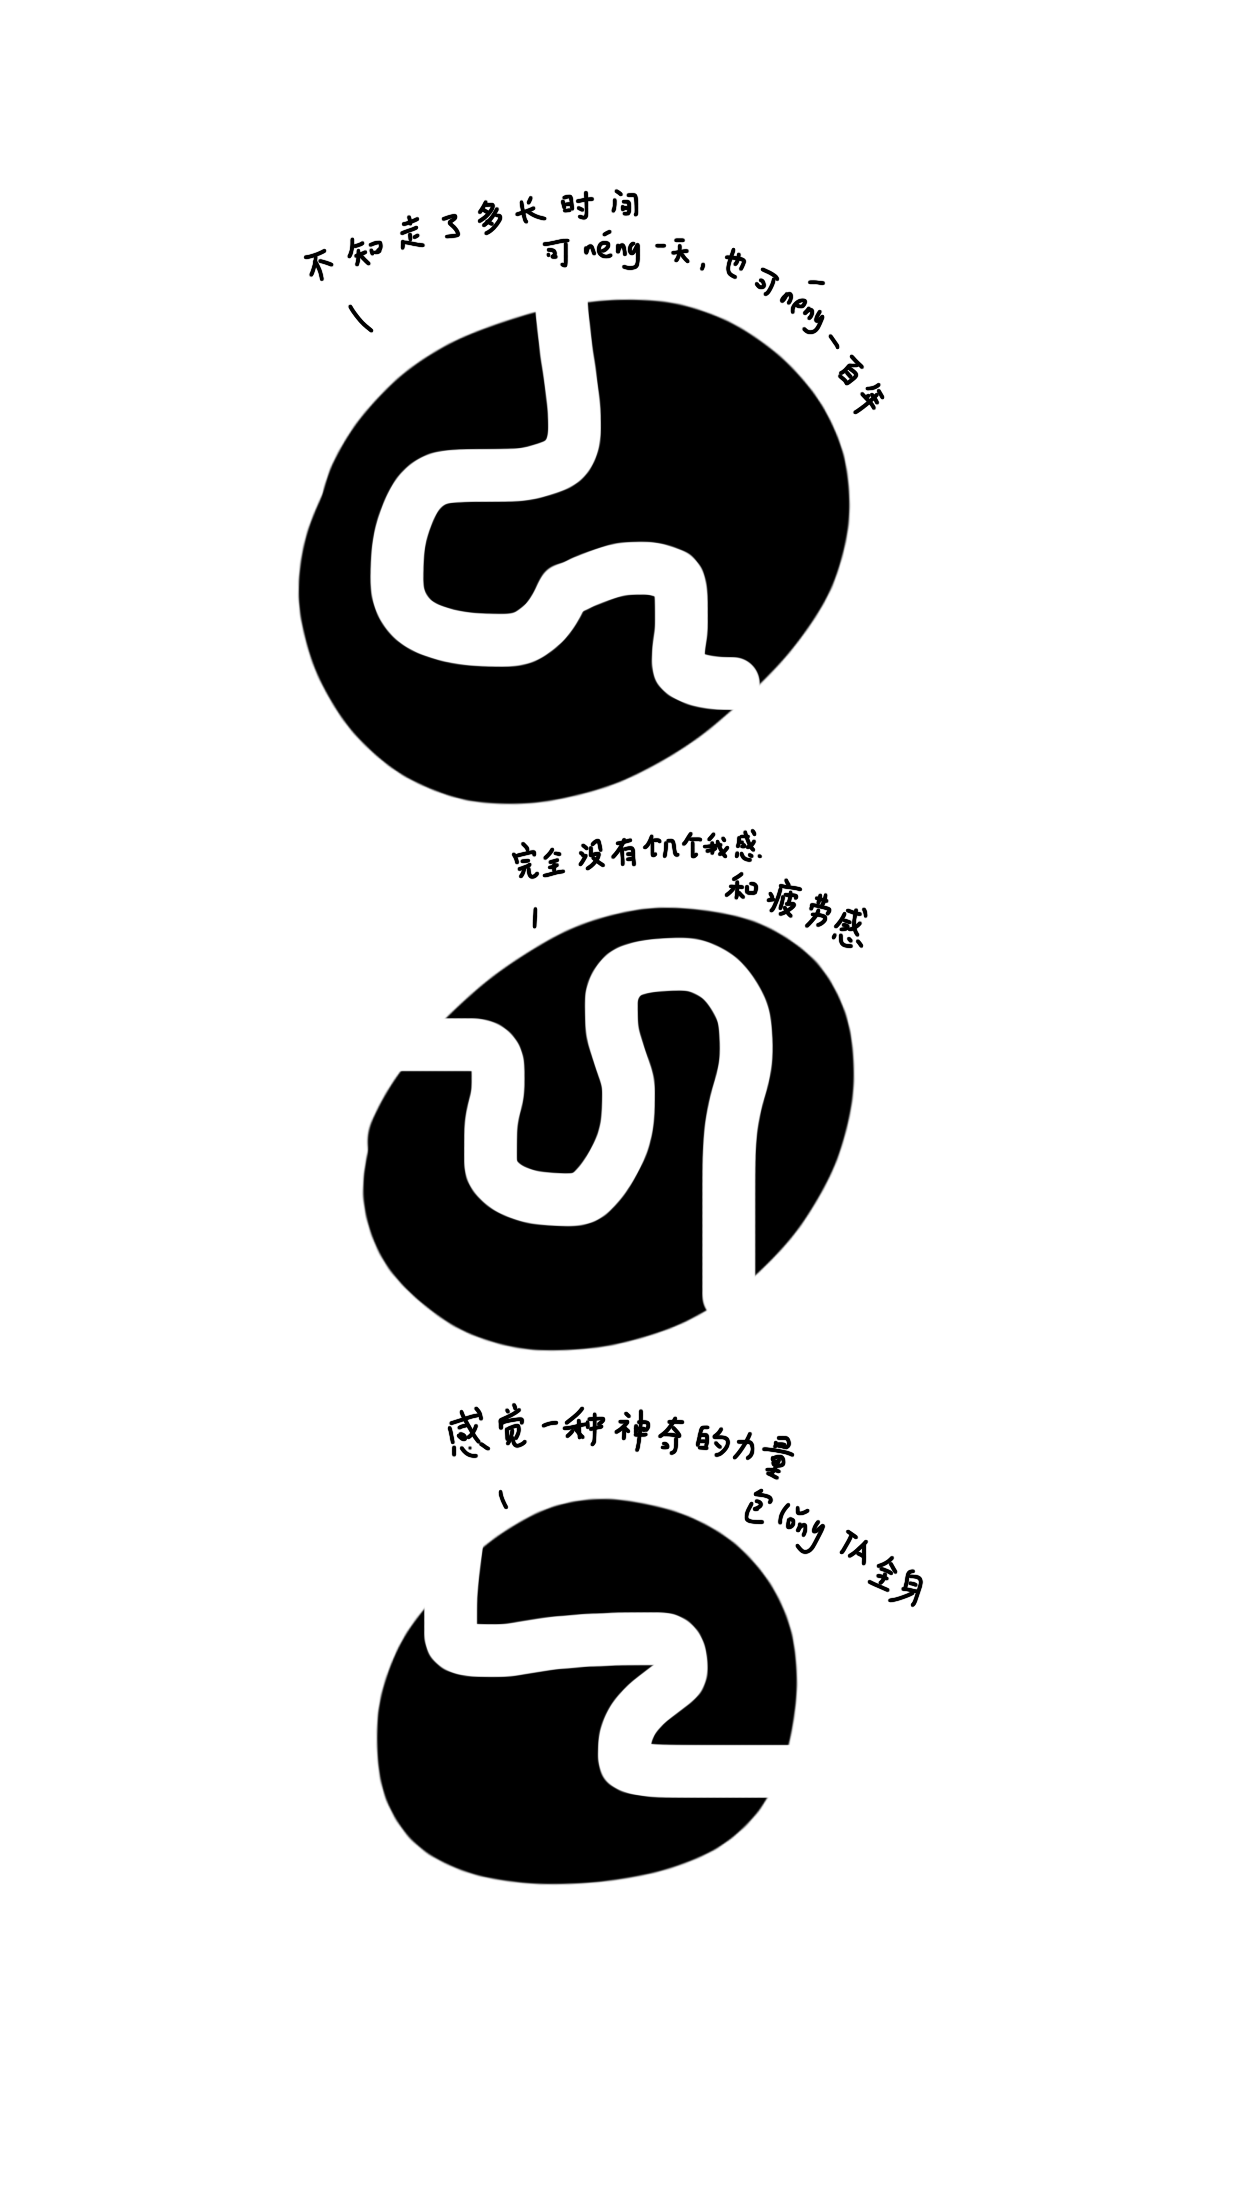 不知走了多长时间
可néng一天，也可néng一百年
完全没有饥饿感
和疲劳感
感觉一种神奇的力量
包lǒng TA全身